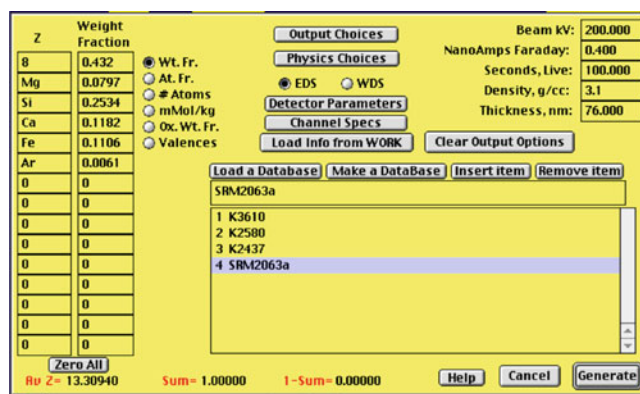 Z Weight Fraction
8 0.432
Mg 0.0797
Si 0.2534
Ca 0.1182
Fe 0.1106
Ar 0.0061
0 0
0 0
0 0
0 0
0 0
0 0
0 0
0 0
0 0
Zero All
Av Z= 13.30940 Sum= 1.00000 1-Sum= 0.00000
Wt. Fr.
At. Fr.
# Atoms
mMol/kg
Ox. Wt. Fr.
Valences
Output Choices
Physics Choices
EDS WDS
Detector Parameters
Channel Specs
Load Info from WORK
Clear Output Options
Beam kV: 200.000
NanoAmps Faraday: 0.400
Seconds, Live: 100.000
Density, g/cc: 3.1
Thickness, nm: 76.000
Load a Database Make a DataBase Insert item Remove item
SRM2063a
1 K3610
2 K2580
3 K2437
4 SRM2063a
Help Cancel Generate